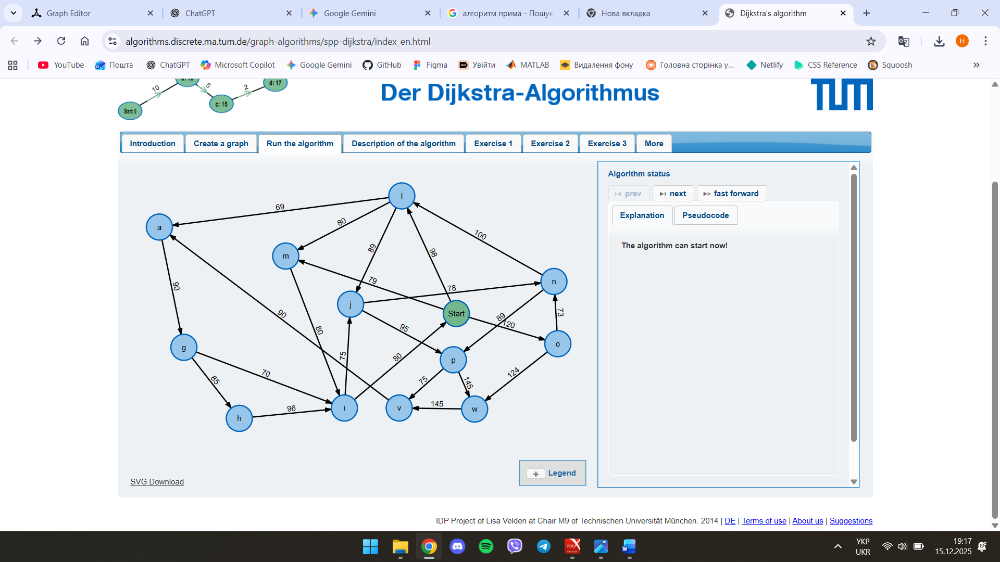 Graph Editor
ChatGPT
Google Gemini
алгоритм прима - Пошук
Нова вкладка
Dijkstra's algorithm
algorithms.discrete.ma.tum.de/graph-algorithms/spp-dijkstra/index_en.html
H
YouTube
Пошта
ChatGPT
Microsoft Copilot
Google Gemini
GitHub
Figma
Увійти
MATLAB
Видалення фону
Головна сторінка у...
Netlify
CSS Reference
Squoosh
10
5
2
d: 17
c: 15
Start: 0
Der Dijkstra-Algorithmus
TUM
Introduction
Create a graph
Run the algorithm
Description of the algorithm
Exercise 1
Exercise 2
Exercise 3
More
l
69
80
a
100
89
98
m
79
n
90
78
j
Start
90
89
73
120
80
95
o
g
75
80
p
70
124
85
75
145
96
i
v
145
w
h
SVG Download
Legend
Algorithm status
prev
next
fast forward
Explanation
Pseudocode
The algorithm can start now!
IDP Project of Lisa Velden at Chair M9 of Technischen Universität München. 2014 | DE | Terms of use | About us | Suggestions
УКР
UKR
19:17
15.12.2025